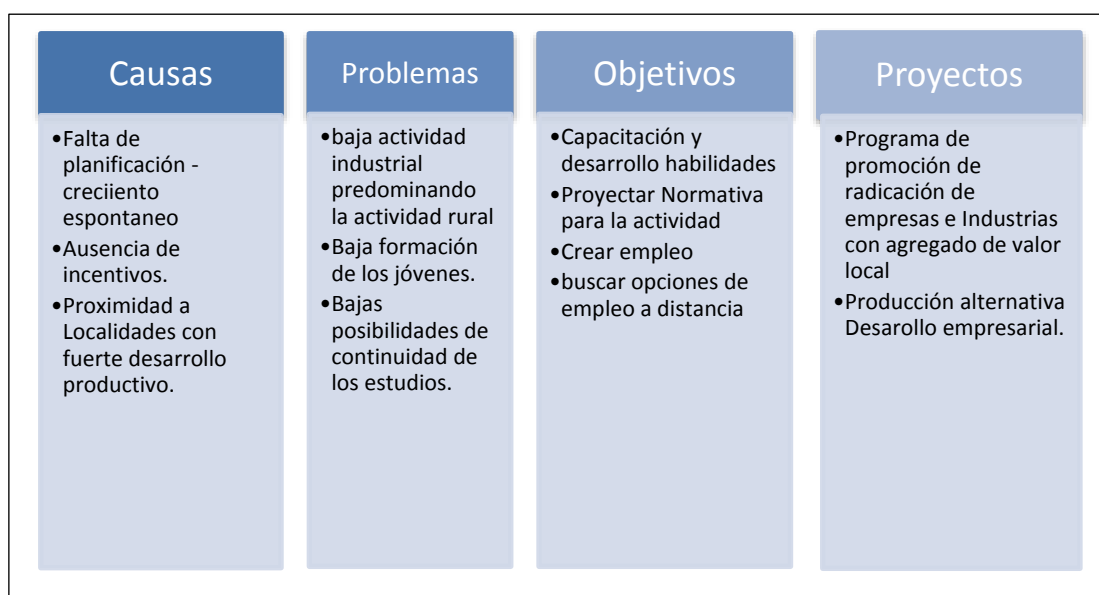 Causas
•Falta de
planificación -
creciiento
espontaneo
•Ausencia de
incentivos.
•Proximidad a
Localidades con
fuerte desarrollo
productivo.
Problemas
•baja actividad
industrial
predominando
la actividad rural
•Baja formación
de los jóvenes.
•Bajas
posibilidades de
continuidad de
los estudios.
Objetivos
•Capacitación y
desarrollo habilidades
•Proyectar Normativa
para la actividad
•Crear empleo
•buscar opciones de
empleo a distancia
Proyectos
•Programa de
promoción de
radicación de
empresas e Industrias
con agregado de valor
local
•Producción alternativa
Desarollo empresarial.